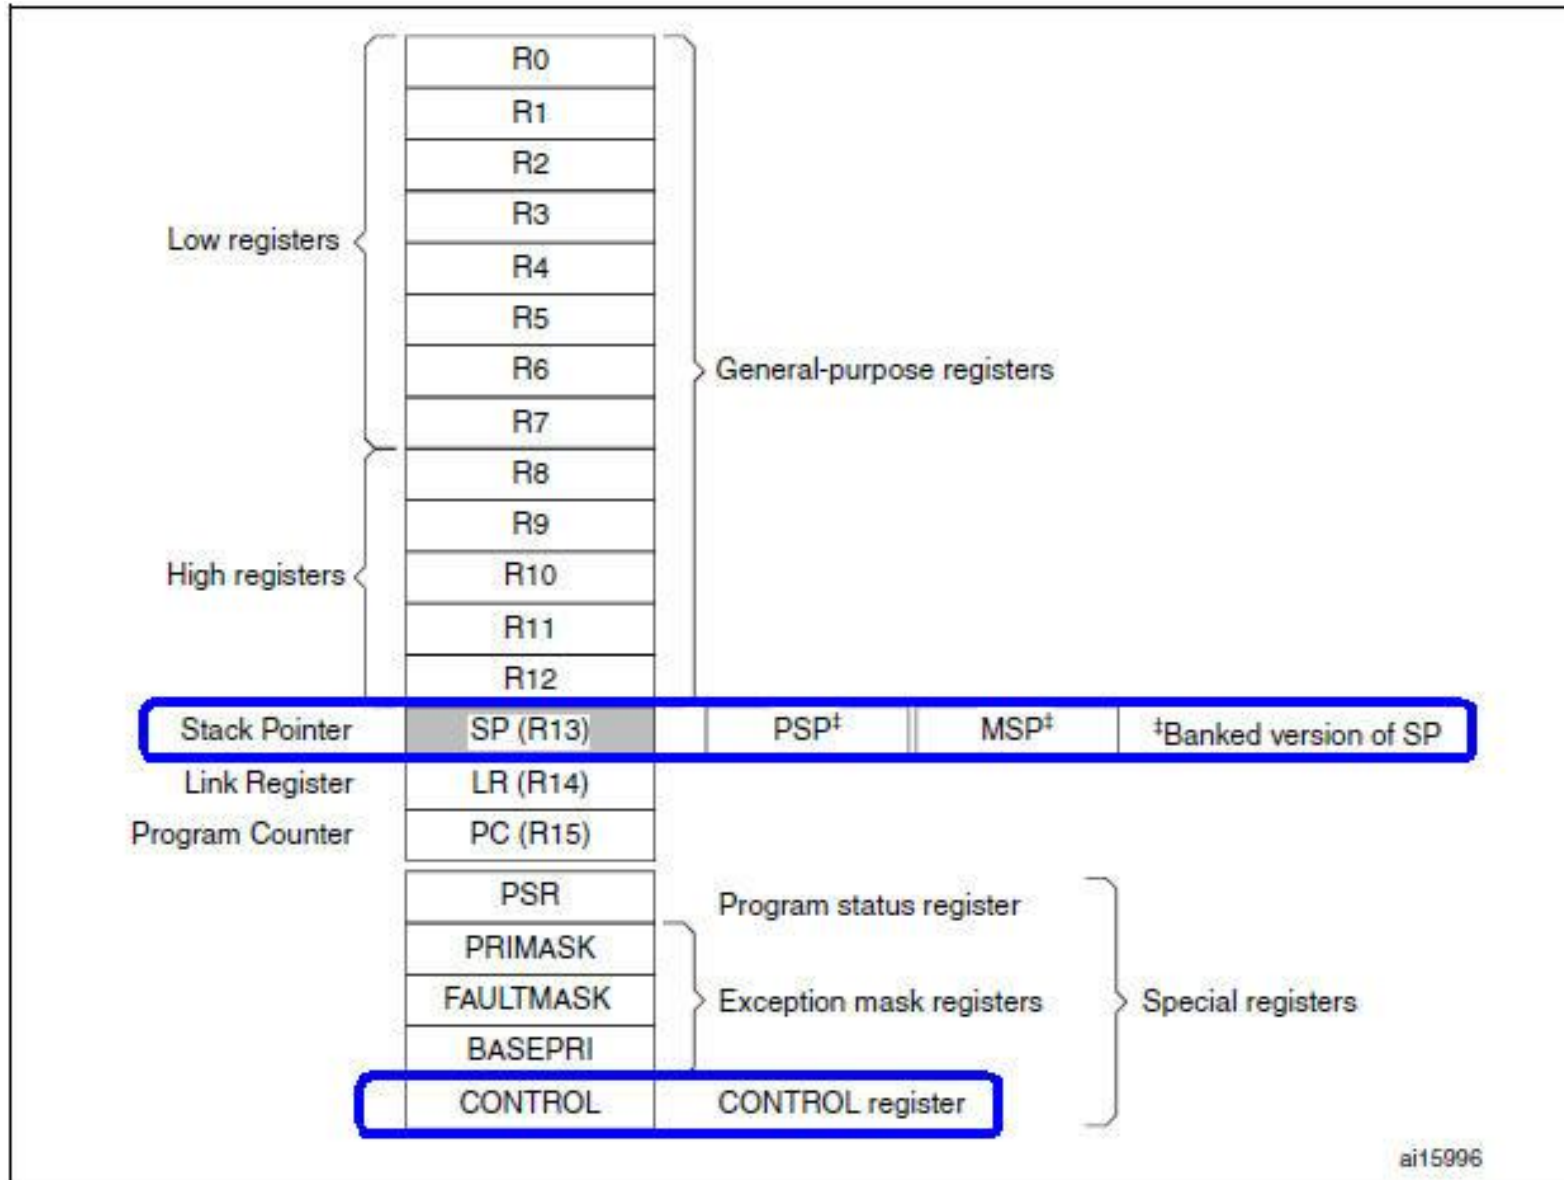 R0
R1
R2
R3
Low registers
R4
R5
R6
General-purpose registers
R7
R8
R9
High registers
R10
R11
R12
Stack Pointer SP (R13) PSP‡ MSP‡ ‡Banked version of SP
Link Register LR (R14)
Program Counter PC (R15)
PSR Program status register
PRIMASK
FAULTMASK Exception mask registers Special registers
BASEPRI
CONTROL CONTROL register
ai15996